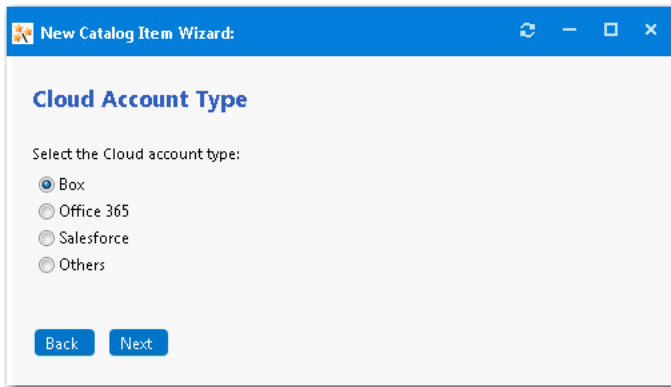 New Catalog Item Wizard:
Cloud Account Type
Select the Cloud account type:
Box
Office 365
Salesforce
Others
Back Next